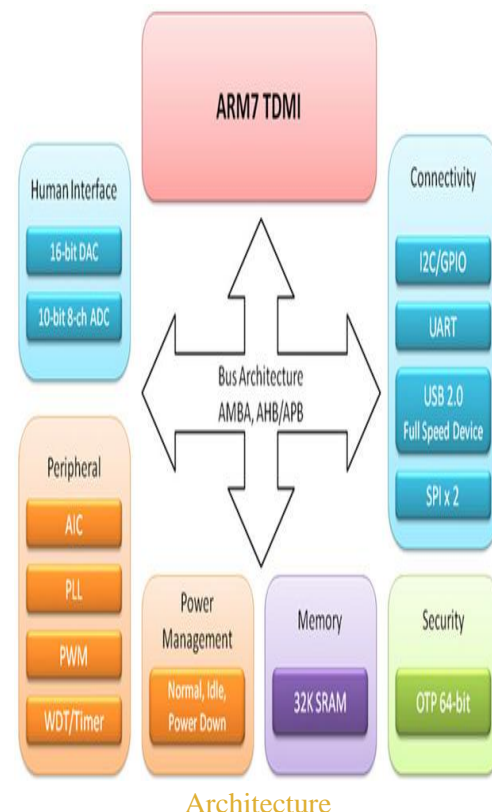 ARM7 TDMI
Human Interface
16-bit DAC
10-bit 8-ch ADC
Connectivity
I2C/GPIO
UART
USB 2.0
Full Speed Device
SPI x 2
Bus Architecture
AMBA, AHB/APB
Peripheral
AIC
PLL
PWM
WDT/Timer
Power
Management
Normal, Idle,
Power Down
Memory
32K SRAM
Security
OTP 64-bit
Architecture